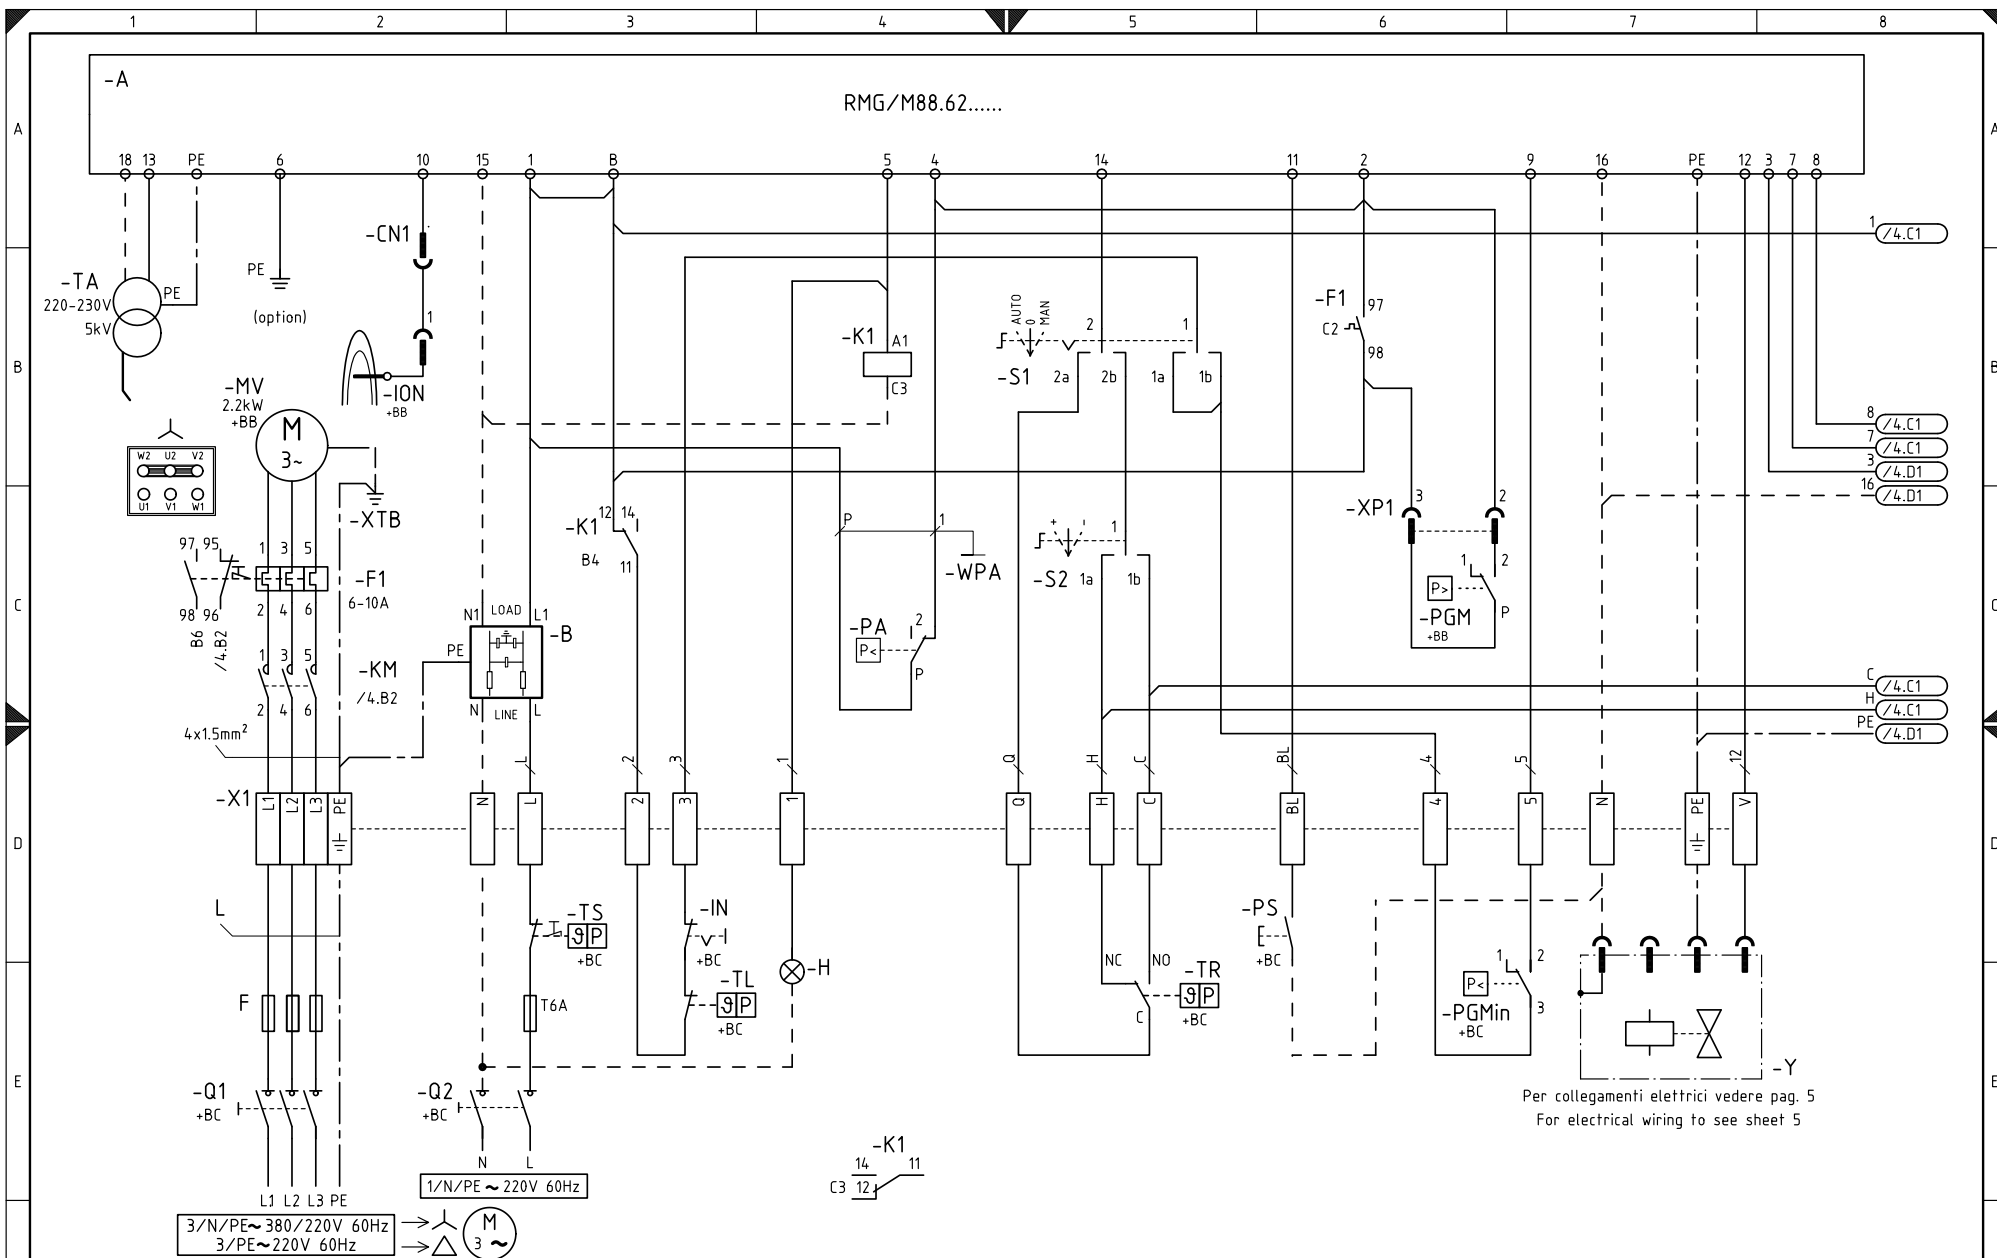 1 2 3 4 5 6 7 8
A A
-A
RMG/M88.62......
18 13 PE 6 10 15 1 B 5 4 14 11 2 9 16 PE 12 3 7 8
-CN1
1 /4.C1
-TA
220-230V
5kV
PE
PE
(option)
1
AUTO
0
MAN
-S1
2 1
2a 2b 1a 1b
-K1 A1
C3
-F1 97
C2
98
B B
-MV
2.2kW
+BB
M
3~
-ION
+BB
8 /4.C1
7 /4.C1
3 /4.D1
16 /4.D1
W2 U2 V2
U1 V1 W1
-XTB
-K1 12 14
B4 11
P 1
-WPA
+ -
1
-S2 1a 1b
-XP1 3 2
97 95
98 96
B6 /4.B2
1 3 5
-F1
6-10A
2 4 6
N1 LOAD L1
-B
PE
N LINE L
-PA 2
P<
P
1 2
P>
P
-PGM
+BB
C C
1 3 5
-KM
/4.B2
2 4 6
4x1.5mm²
C /4.C1
H /4.C1
PE /4.D1
L 2 3 1 Q H C BL 4 5 12
-X1 L1 L2 L3 PE N L 2 3 1 Q H C BL 4 5 N PE V
D D
L
-TS
ϑ P
+BC
-IN
+BC
-TL
ϑ P
+BC
-H
NC NO
-TR
ϑ P
+BC
C
-PS
+BC
1 2
P<
3
-PGMin
+BC
F
T6A
-Y
E E
-Q1
+BC
-Q2
+BC
Per collegamenti elettrici vedere pag. 5
For electrical wiring to see sheet 5
N L
1/N/PE ~ 220V 60Hz
-K1
14 11
C3 12
L1 L2 L3 PE
3/N/PE~ 380/220V 60Hz
3/PE~220V 60Hz
M
3 ~